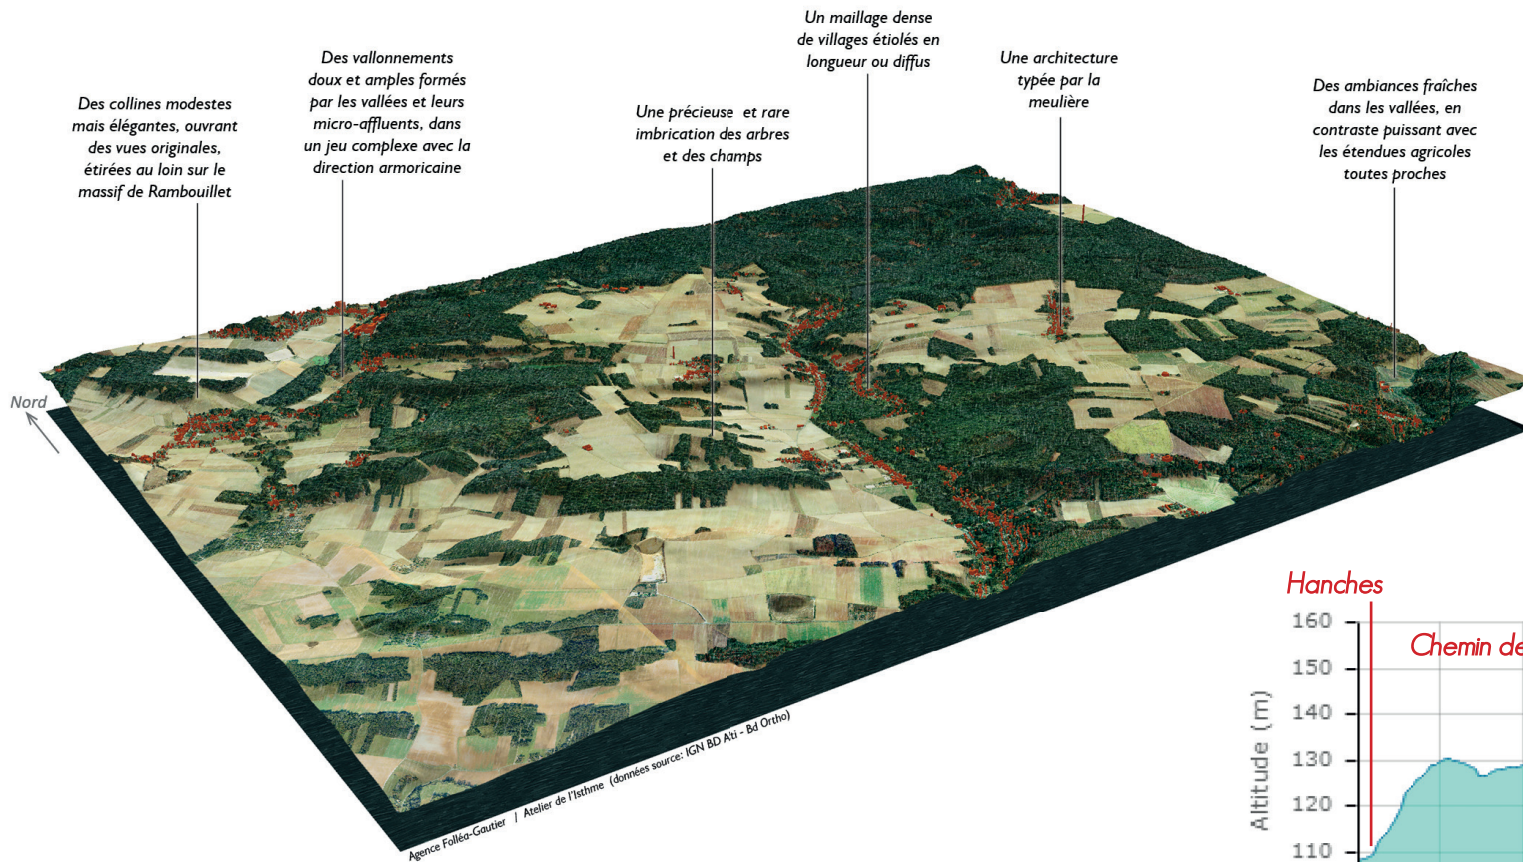 Un maillage dense
de villages étiolés en
longueur ou diffus
Des vallonnements
doux et amples formés
par les vallées et leurs
micro-affluents, dans
un jeu complexe avec la
direction armoricaine
Une architecture
typée par la
meulière
Des collines modestes
mais élégantes, ouvrant
des vues originales,
étirées au loin sur le
massif de Rambouillet
Une précieuse et rare
imbrication des arbres
et des champs
Des ambiances fraîches
dans les vallées, en
contraste puissant avec
les étendues agricoles
toutes proches
Nord
Agence Folléa-Gautier | Atelier de l'Isthme (données source: IGN BD Alti - Bd Ortho)
Hanches
Chemin de
Altitude (m)
160
150
140
130
120
110